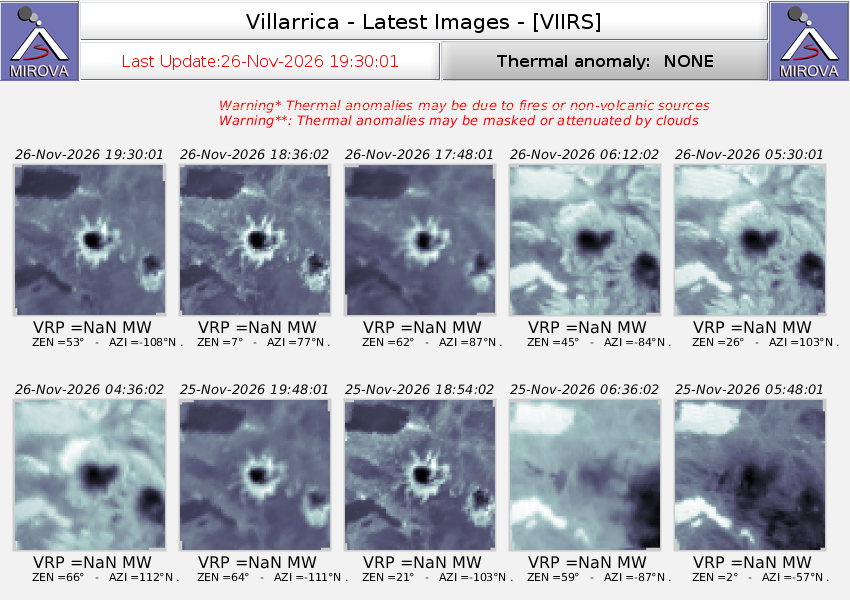 Villarrica - Latest Images - [VIIRS]
MIROVA
Last Update:26-Nov-2026 19:30:01
Thermal anomaly: NONE
MIROVA
Warning* Thermal anomalies may be due to fires or non-volcanic sources
Warning**: Thermal anomalies may be masked or attenuated by clouds
26-Nov-2026 19:30:01 26-Nov-2026 18:36:02 26-Nov-2026 17:48:01 26-Nov-2026 06:12:02 26-Nov-2026 05:30:01
VRP =NaN MW VRP =NaN MW VRP =NaN MW VRP =NaN MW VRP =NaN MW
ZEN =53° - AZI =-108°N . ZEN =7° - AZI =77°N . ZEN =62° - AZI =87°N . ZEN =45° - AZI =-84°N . ZEN =26° - AZI =103°N .
26-Nov-2026 04:36:02 25-Nov-2026 19:48:01 25-Nov-2026 18:54:02 25-Nov-2026 06:36:02 25-Nov-2026 05:48:01
VRP =NaN MW VRP =NaN MW VRP =NaN MW VRP =NaN MW VRP =NaN MW
ZEN =66° - AZI =112°N . ZEN =64° - AZI =-111°N . ZEN =21° - AZI =-103°N . ZEN =59° - AZI =-87°N . ZEN =2° - AZI =-57°N .